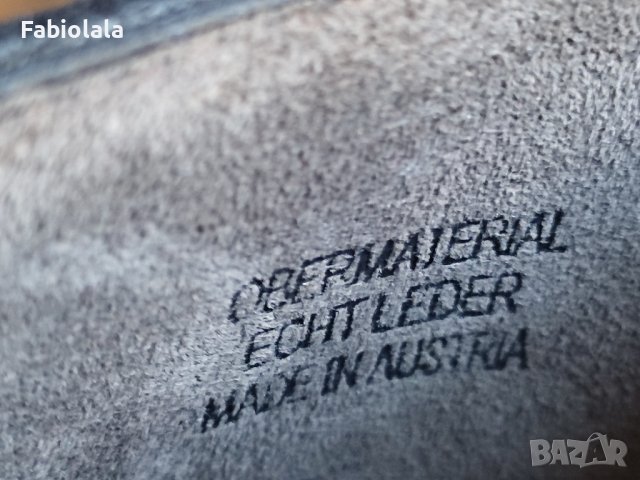 Fabiolala
OBERMATERIAL
ECHT LEDER
MADE IN AUSTRIA
BAZAR